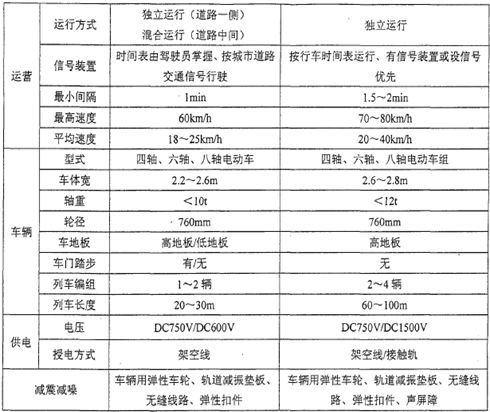 运营
运行方式
独立运行（道路一侧）
混合运行（道路中间）
独立运行
信号装置
时间表由驾驶员掌握、按城市道路
交通信号行驶
按行车时间表运行、有信号装置或设信号
优先
最小间隔
1min
1.5～2min
最高速度
60km/h
70～80km/h
平均速度
18～25km/h
20～40km/h
车辆
型式
四轴、六轴、八轴电动车
四轴、六轴、八轴电动车组
车体宽
2.2～2.6m
2.6～2.8m
轴重
＜10t
＜12t
轮径
760mm
760mm
车地板
高地板/低地板
高地板
车门踏步
有/无
无
列车编组
1～2 辆
2～4 辆
列车长度
20～30m
60～100m
供电
电压
DC750V/DC600V
DC750V/DC1500V
授电方式
架空线
架空线/接触轨
减震减噪
车辆用弹性车轮、轨道减振垫板、
无缝线路、弹性扣件
车辆用弹性车轮、轨道减振垫板、无缝线
路、弹性扣件、声屏障